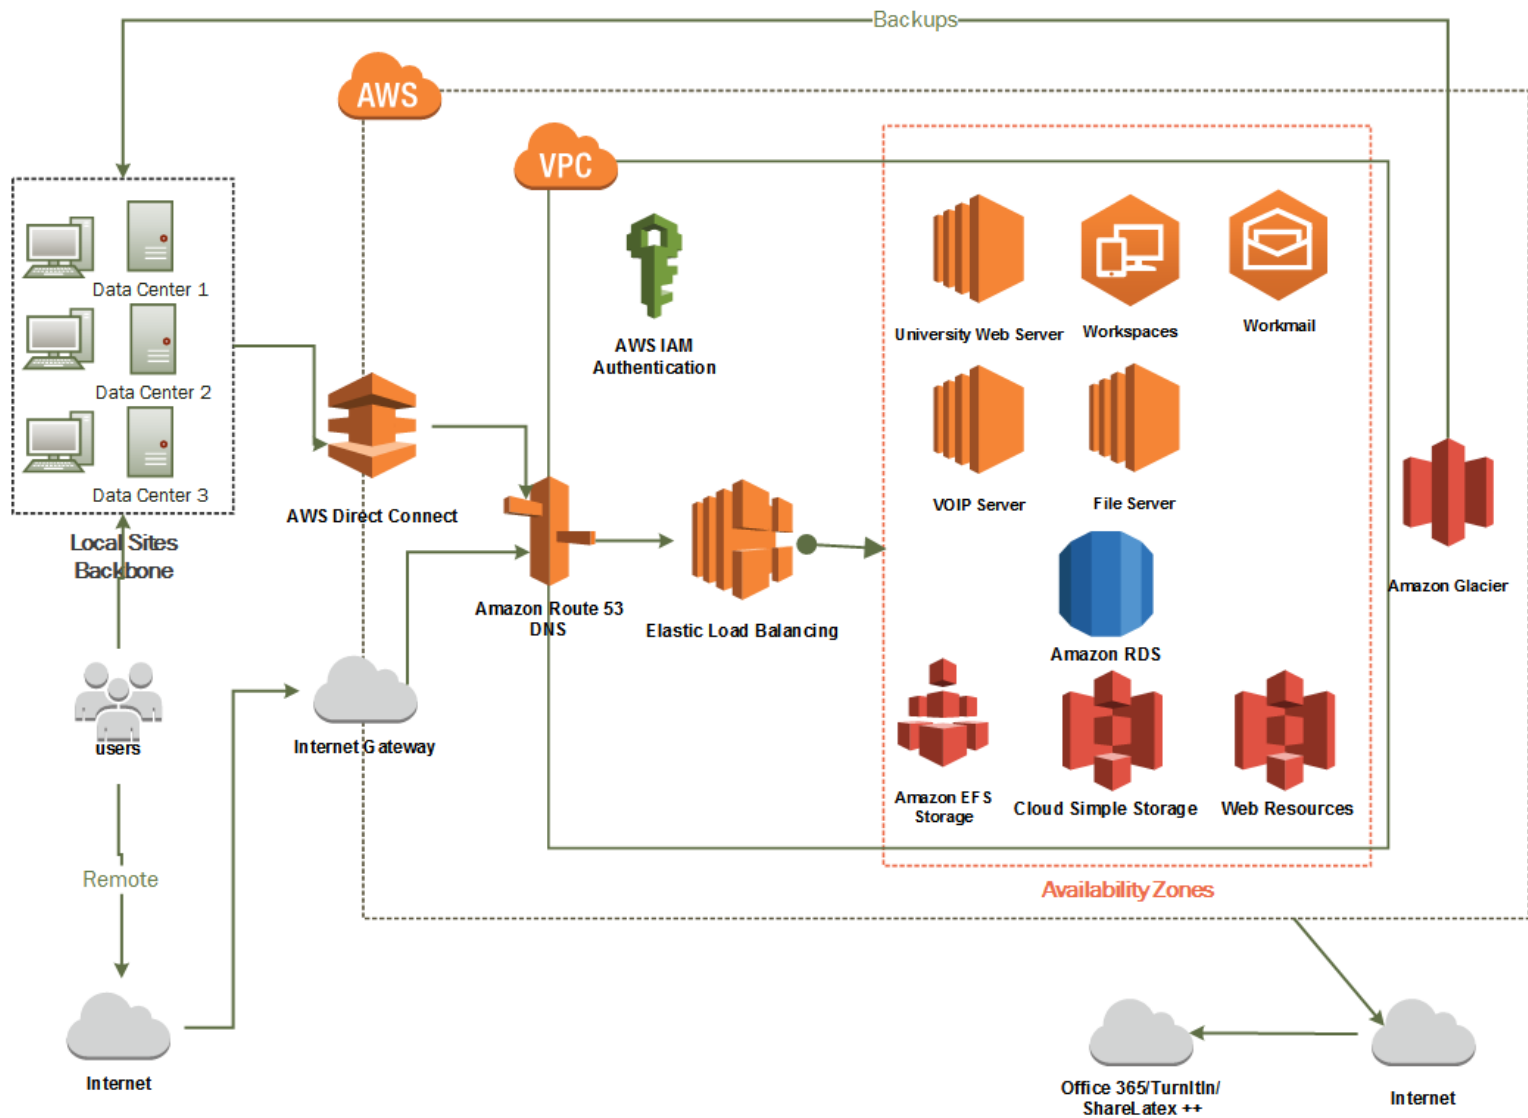 Backups
AWS
VPC
Data Center 1
Data Center 2
Data Center 3
Local Sites
Backbone
AWS IAM
Authentication
University Web Server
Workspaces
Workmail
VOIP Server
File Server
AWS Direct Connect
Amazon Route 53
DNS
Elastic Load Balancing
Amazon RDS
Amazon Glacier
users
Internet Gateway
Amazon EFS
Storage
Cloud Simple Storage
Web Resources
Remote
Availability Zones
Internet
Office 365/TurnItIn/
ShareLatex ++
Internet